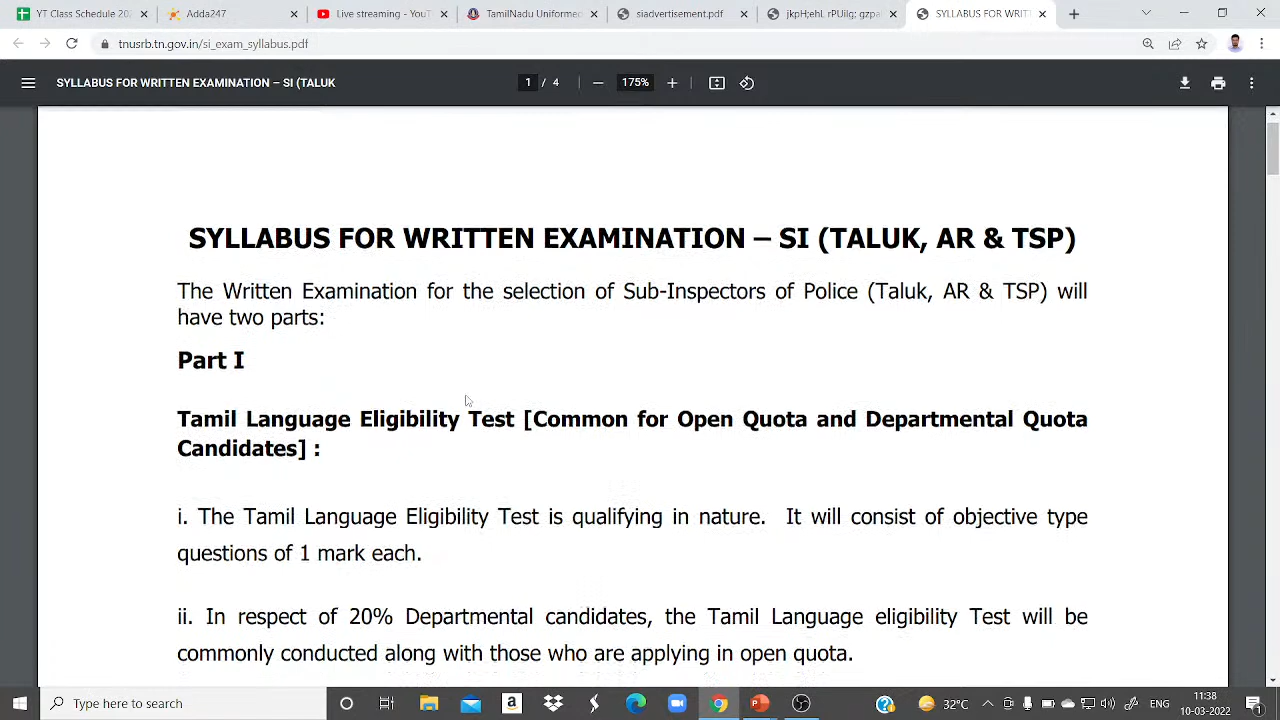 YT Class Schedule 202
Adda247
Live streaming - YouT
TamilNadu Uniformed
siadvertisement.pdf
jkpH;ehL rPUilg; gzpa
SYLLABUS FOR WRIT
tnusrb.tn.gov.in/si_exam_syllabus.pdf
SYLLABUS FOR WRITTEN EXAMINATION – SI (TALUK
1 / 4
175%
SYLLABUS FOR WRITTEN EXAMINATION – SI (TALUK, AR & TSP)
The Written Examination for the selection of Sub-Inspectors of Police (Taluk, AR & TSP) will
have two parts:
Part I
Tamil Language Eligibility Test [Common for Open Quota and Departmental Quota
Candidates] :
i. The Tamil Language Eligibility Test is qualifying in nature. It will consist of objective type
questions of 1 mark each.
ii. In respect of 20% Departmental candidates, the Tamil Language eligibility Test will be
commonly conducted along with those who are applying in open quota.
Type here to search
32°C
11:38
10-03-2022